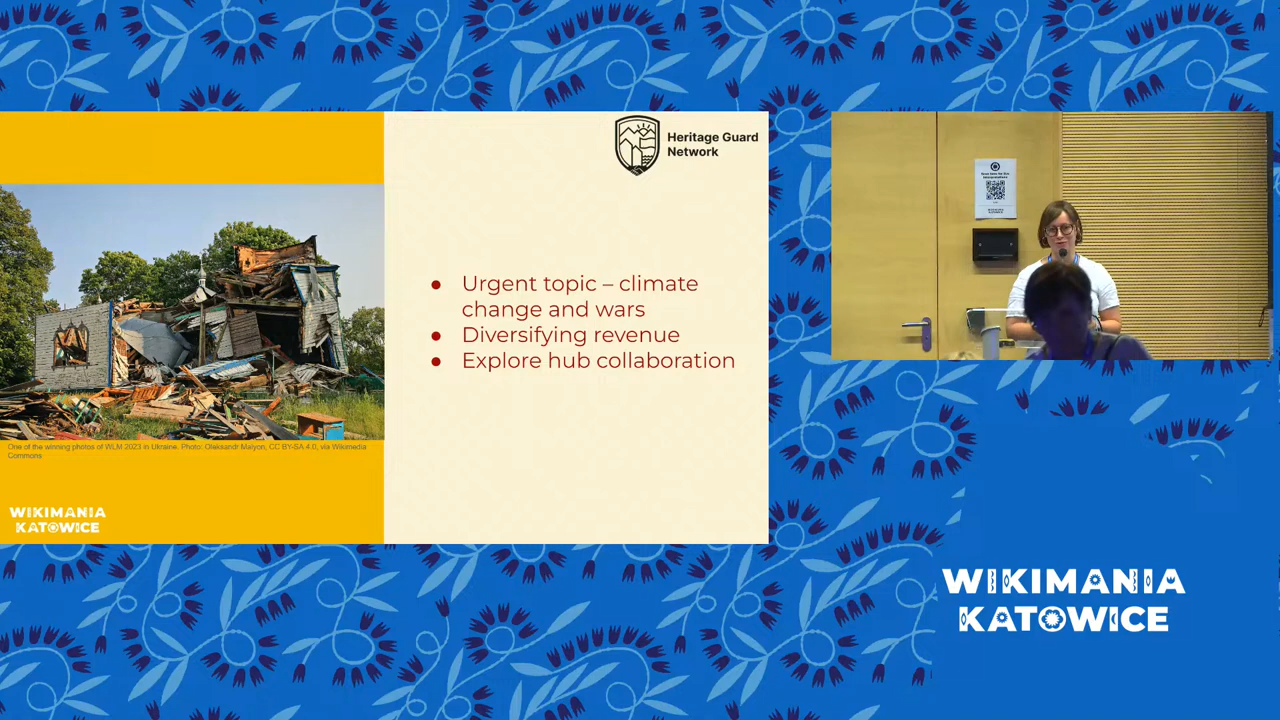 Heritage Guard
Network
● Urgent topic – climate
change and wars
● Diversifying revenue
● Explore hub collaboration
One of the winning photos of WLM 2023 in Ukraine. Photo: Oleksandr Malyon, CC BY-SA 4.0, via Wikimedia
Commons
WIKIMANIA
KATOWICE
WIKIMANIA
KATOWICE